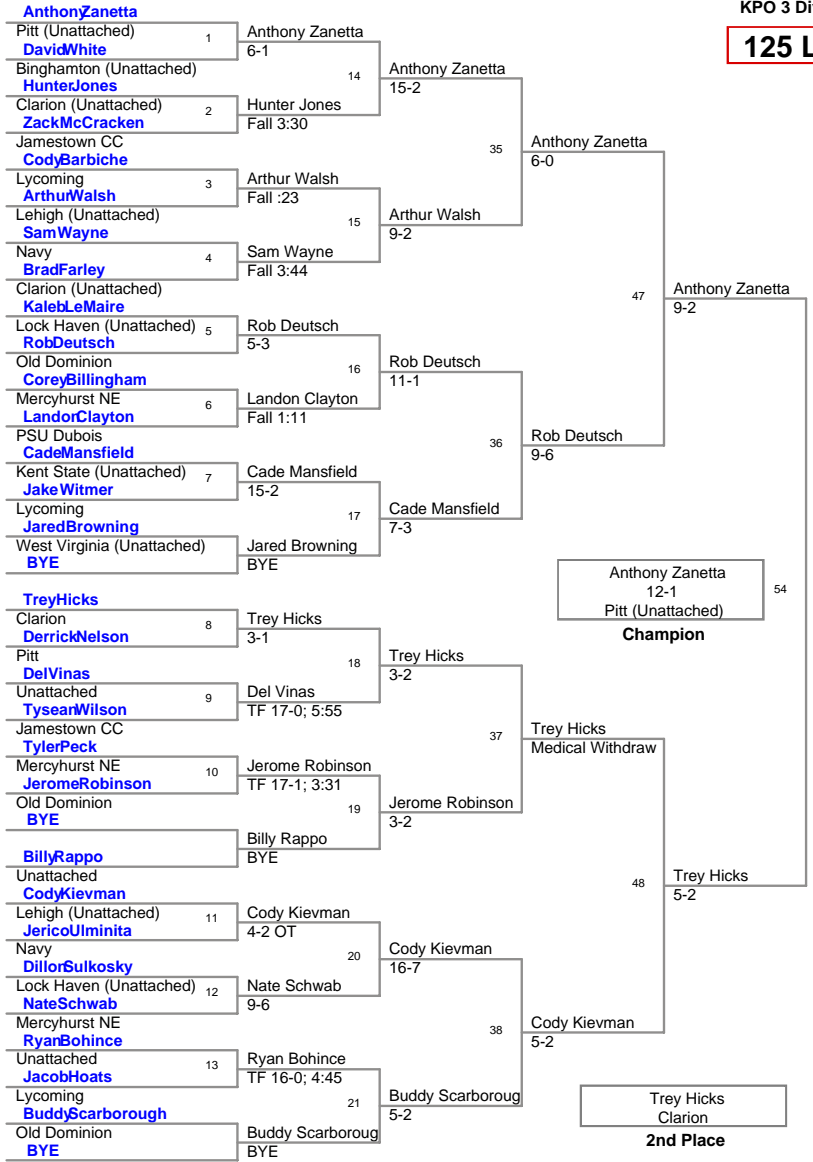 KPO 3 Di
125 L
AnthonyZanetta
Pitt (Unattached)
1
DavidWhite
Binghamton (Unattached)
HunterJones
Clarion (Unattached)
2
ZackMcCracken
Jamestown CC
CodyBarbiche
Lycoming
3
ArthurWalsh
Lehigh (Unattached)
SamWayne
Navy
4
BradFarley
Clarion (Unattached)
KalebLeMaire
Lock Haven (Unattached)
5
RobDeutsch
Old Dominion
CoreyBillingham
Mercyhurst NE
6
LandonClayton
PSU Dubois
CadeMansfield
Kent State (Unattached)
7
JakeWitmer
Lycoming
JaredBrowning
West Virginia (Unattached)
BYE
TreyHicks
Clarion
8
DerrickNelson
Pitt
DelVinas
Unattached
9
TyseanWilson
Jamestown CC
TylerPeck
Mercyhurst NE
10
JeromeRobinson
Old Dominion
BYE
BillyRappo
Unattached
CodyKievman
Lehigh (Unattached)
11
JericoUlminita
Navy
DillonSulkosky
Lock Haven (Unattached)
12
NateSchwab
Mercyhurst NE
RyanBohince
Unattached
13
JacobHoats
Lycoming
BuddyScarborough
Old Dominion
BYE
Anthony Zanetta
6-1
14
Hunter Jones
Fall 3:30
Arthur Walsh
Fall :23
15
Sam Wayne
Fall 3:44
Rob Deutsch
5-3
16
Landon Clayton
Fall 1:11
Cade Mansfield
15-2
17
Jared Browning
BYE
Trey Hicks
3-1
18
Del Vinas
TF 17-0; 5:55
Jerome Robinson
TF 17-1; 3:31
19
Billy Rappo
BYE
Cody Kievman
4-2 OT
20
Nate Schwab
9-6
Ryan Bohince
TF 16-0; 4:45
21
Buddy Scarboroug
BYE
Anthony Zanetta
15-2
35
Arthur Walsh
9-2
Rob Deutsch
11-1
36
Cade Mansfield
7-3
Trey Hicks
3-2
37
Jerome Robinson
3-2
Cody Kievman
16-7
38
Buddy Scarboroug
5-2
Anthony Zanetta
6-0
47
Rob Deutsch
9-6
Trey Hicks
Medical Withdraw
48
Cody Kievman
5-2
Anthony Zanetta
9-2
Trey Hicks
5-2
Anthony Zanetta
12-1
Pitt (Unattached)
54
Champion
Trey Hicks
Clarion
2nd Place